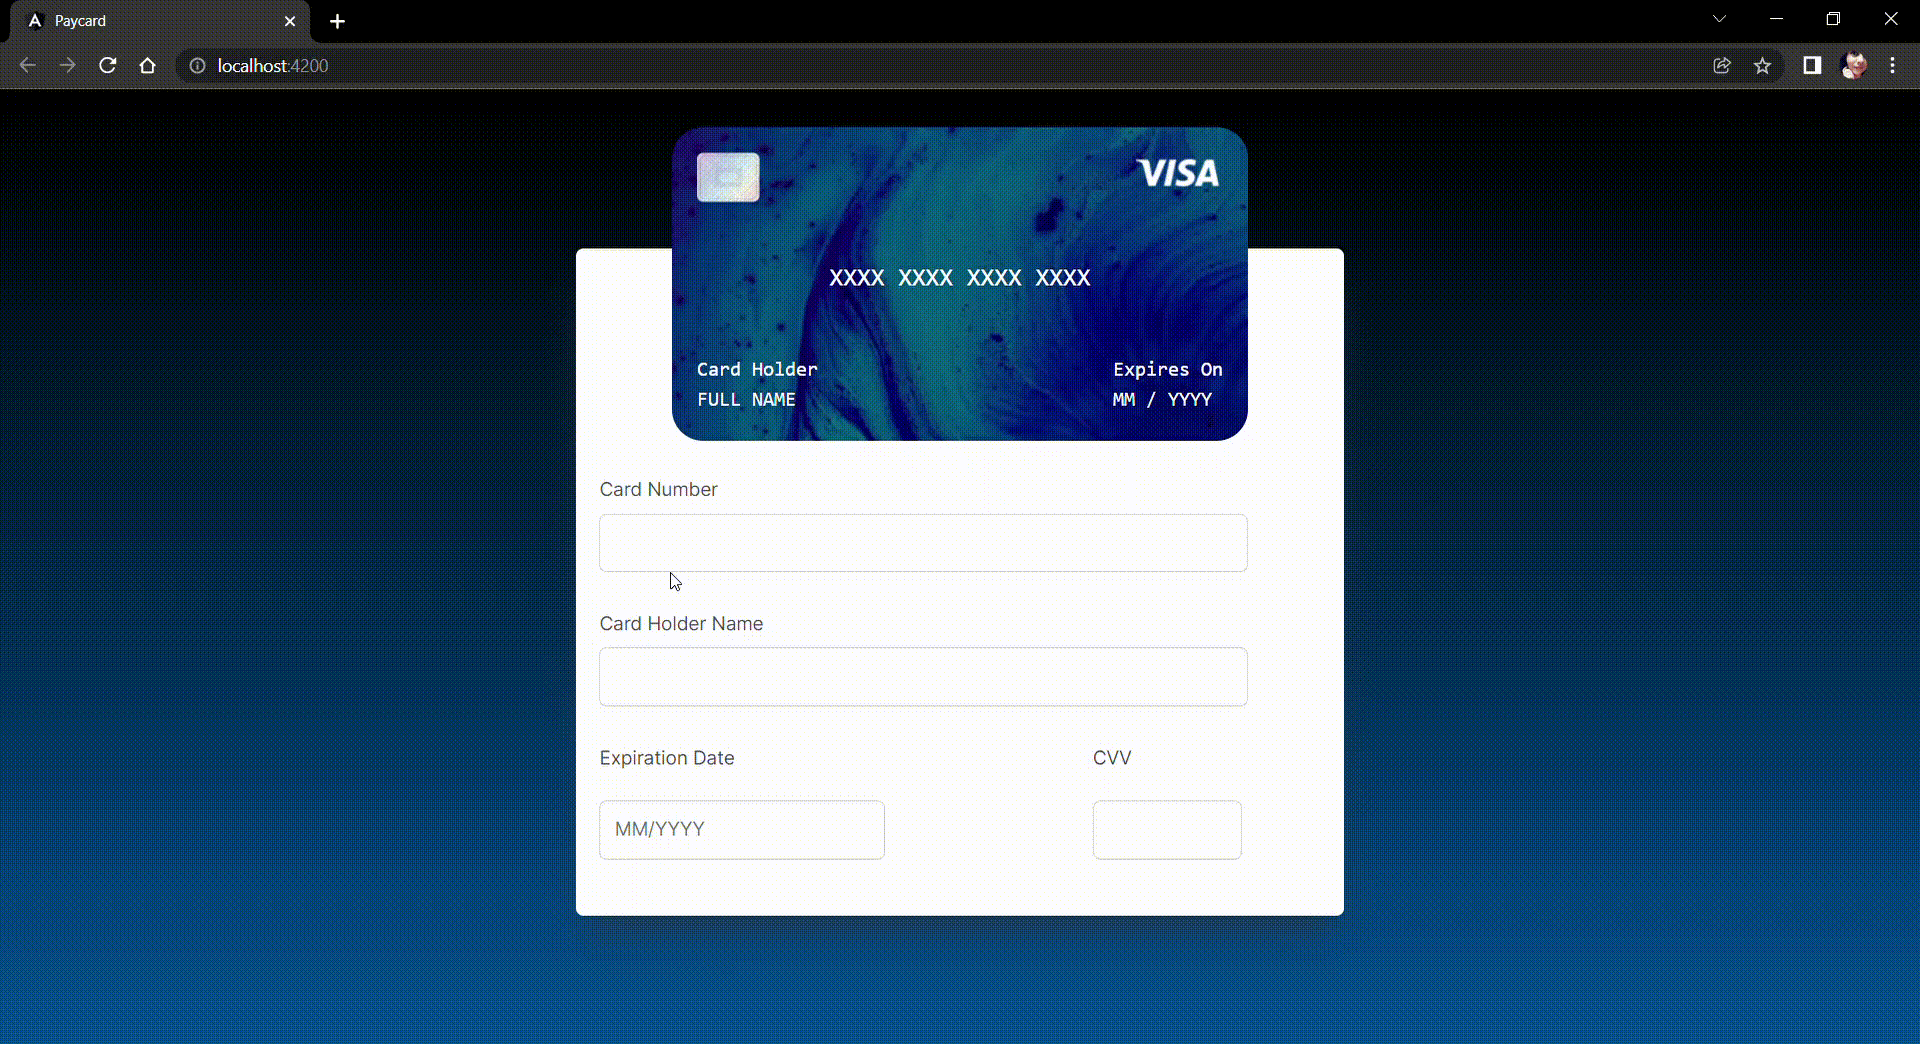 Paycard
localhost:4200
VISA
XXXX XXXX XXXX XXXX
Card Holder
Expires On
FULL NAME
MM / YYYY
Card Number
Card Holder Name
Expiration Date
CVV
MM/YYYY